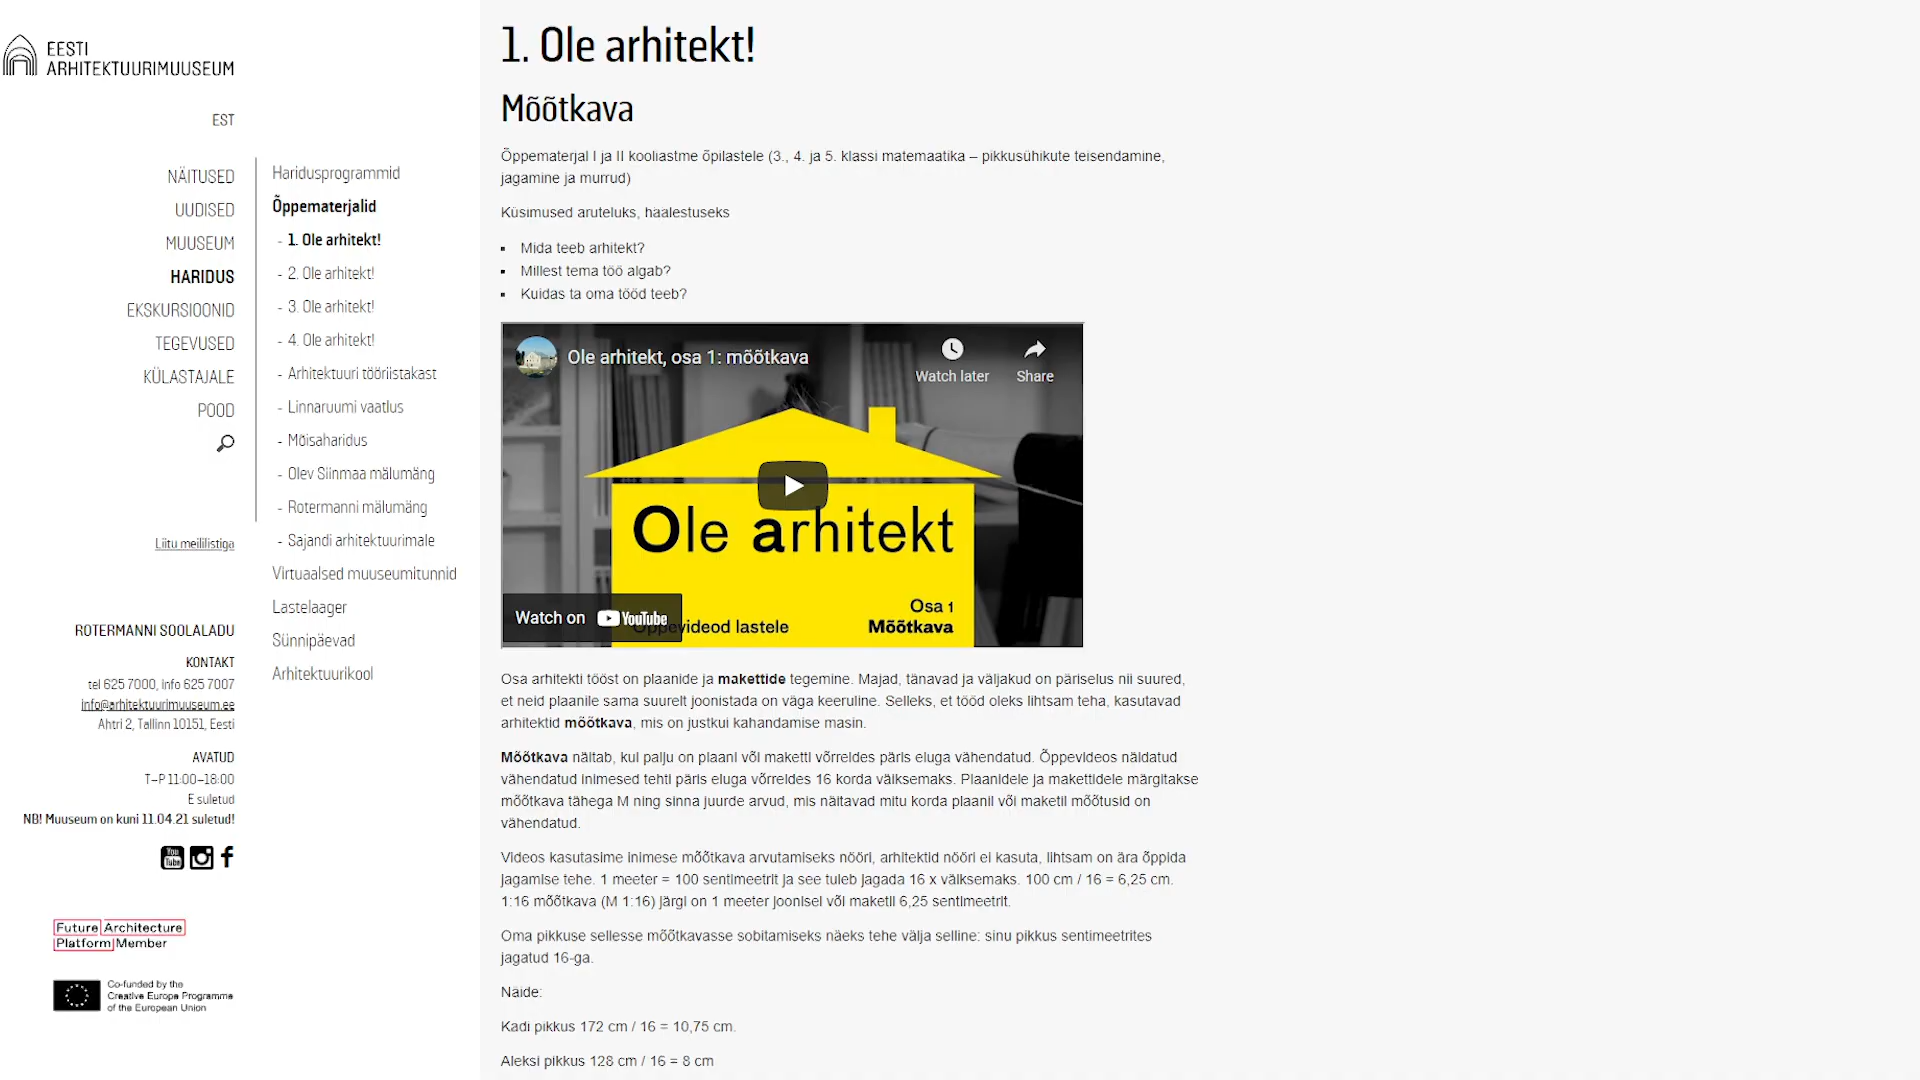 EESTI
ARHITEKTUURIMUUSEUM
EST
NÄITUSED
UUDISED
MUUSEUM
HARIDUS
EKSKURSIOONID
TEGEVUSED
KÜLASTAJALE
POOD
Liitu meililistiga
ROTERMANNI SOOLALADU
KONTAKT
tel 625 7000, info 625 7007
info@arhitektuurimuuseum.ee
Ahtri 2, Tallinn 10151, Eesti
AVATUD
T–P 11:00–18:00
E suletud
NB! Muuseum on kuni 11.04.21 suletud!
You
Tube
Future Architecture
Platform Member
Co-funded by the
Creative Europe Programme
of the European Union
Haridusprogrammid
Õppematerjalid
- 1. Ole arhitekt!
- 2. Ole arhitekt!
- 3. Ole arhitekt!
- 4. Ole arhitekt!
- Arhitektuuri tööriistakast
- Linnaruumi vaatlus
- Mõisaharidus
- Olev Siinmaa mälumäng
- Rotermanni mälumäng
- Sajandi arhitektuurimale
Virtuaalsed muuseumitunnid
Lastelaager
Sünnipäevad
Arhitektuurikool
1. Ole arhitekt!
Mõõtkava
Õppematerjal I ja II kooliastme õpilastele (3., 4. ja 5. klassi matemaatika – pikkusühikute teisendamine,
jagamine ja murrud)
Küsimused aruteluks, häälestuseks
▪ Mida teeb arhitekt?
▪ Millest tema töö algab?
▪ Kuidas ta oma tööd teeb?
Ole arhitekt, osa 1: mõõtkava
Watch later
Share
Ole arhitekt
Osa 1
Õppevideod lastele
Mõõtkava
Watch on YouTube
Osa arhitekti tööst on plaanide ja makettide tegemine. Majad, tänavad ja väljakud on päriselus nii suured,
et neid plaanile sama suurelt joonistada on väga keeruline. Selleks, et tööd oleks lihtsam teha, kasutavad
arhitektid mõõtkava, mis on justkui kahandamise masin.
Mõõtkava näitab, kui palju on plaani või maketti võrreldes päris eluga vähendatud. Õppevideos näidatud
vähendatud inimesed tehti päris eluga võrreldes 16 korda väiksemaks. Plaanidele ja makettidele märgitakse
mõõtkava tähega M ning sinna juurde arvud, mis näitavad mitu korda plaanil või maketil mõõtusid on
vähendatud.
Videos kasutasime inimese mõõtkava arvutamiseks nööri, arhitektid nööri ei kasuta, lihtsam on ära õppida
jagamise tehe. 1 meeter = 100 sentimeetrit ja see tuleb jagada 16 x väiksemaks. 100 cm / 16 = 6,25 cm.
1:16 mõõtkava (M 1:16) järgi on 1 meeter joonisel või maketil 6,25 sentimeetrit.
Oma pikkuse sellesse mõõtkavasse sobitamiseks näeks tehe välja selline: sinu pikkus sentimeetrites
jagatud 16-ga.
Näide:
Kadi pikkus 172 cm / 16 = 10,75 cm.
Aleksi pikkus 128 cm / 16 = 8 cm